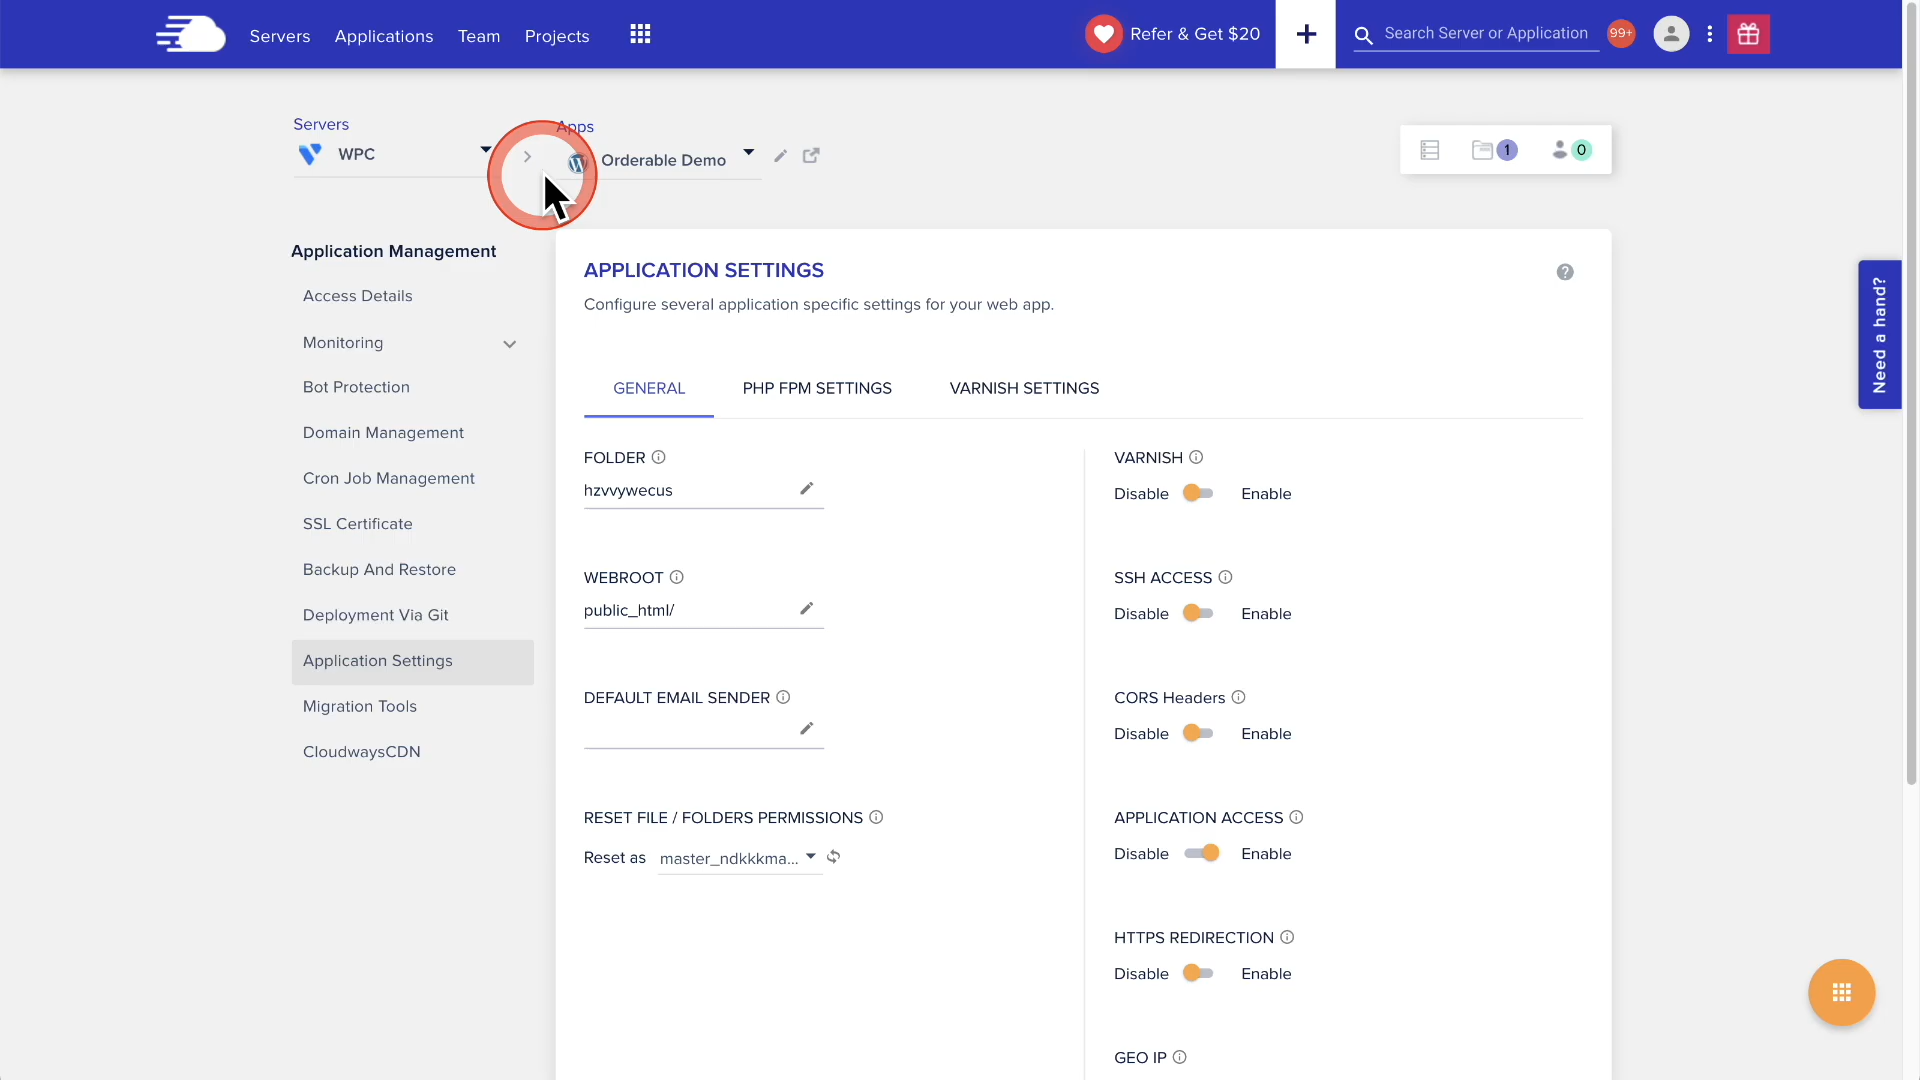 Servers
Applications
Team
Projects
Refer & Get $20
+
Search Server or Application
99+
Servers
WPC
Apps
Orderable Demo
1
0
Application Management
Access Details
Monitoring
Bot Protection
Domain Management
Cron Job Management
SSL Certificate
Backup And Restore
Deployment Via Git
Application Settings
Migration Tools
CloudwaysCDN
APPLICATION SETTINGS
Configure several application specific settings for your web app.
GENERAL
PHP FPM SETTINGS
VARNISH SETTINGS
FOLDER
hzvvywecus
WEBROOT
public_html/
DEFAULT EMAIL SENDER
RESET FILE / FOLDERS PERMISSIONS
Reset as master_ndkkkma...
VARNISH
Disable Enable
SSH ACCESS
Disable Enable
CORS Headers
Disable Enable
APPLICATION ACCESS
Disable Enable
HTTPS REDIRECTION
Disable Enable
GEO IP
Need a hand?